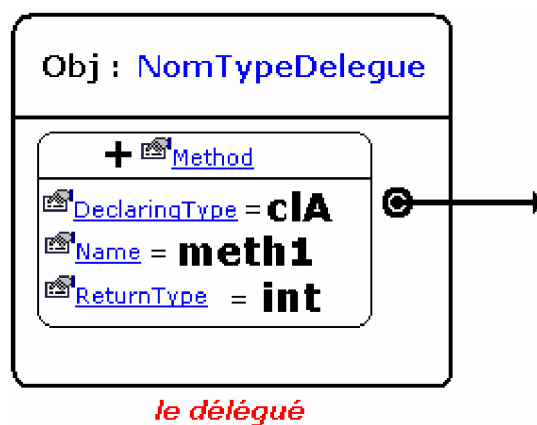 Obj : NomTypeDelegue
+ Method
DeclaringType = clA
Name = meth1
ReturnType = int
le délégué